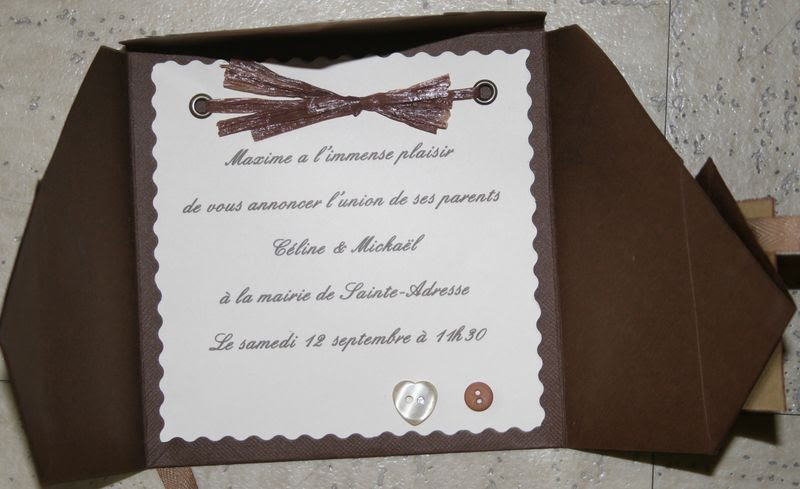 Maxime a l'immense plaisir
de vous annoncer l'union de ses parents
Céline & Mickaël
à la mairie de Sainte-Adresse
Le samedi 12 septembre à 11h30